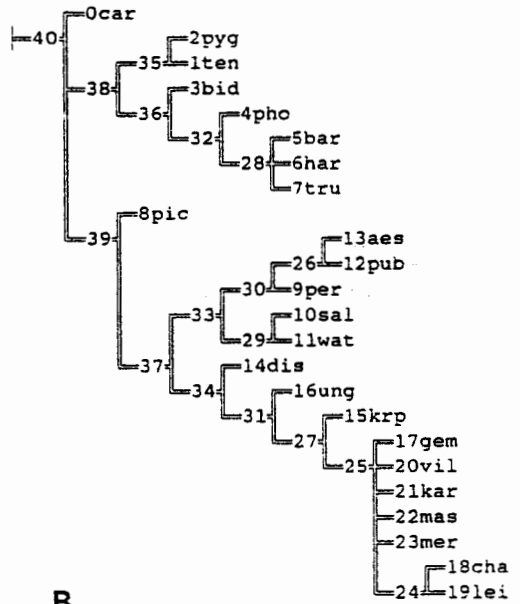 0car
40 35 2pyg
1ten
38 3bid
36 4pho
32 5bar
28 6har
7tru
8pic
39 13aes
26 12pub
30 9per
33 10sal
29 11wat
37 14dis
34 16ung
31 15krp
27 17gem
25 20vil
21kar
22mas
23mer
18cha
24 19lei
B